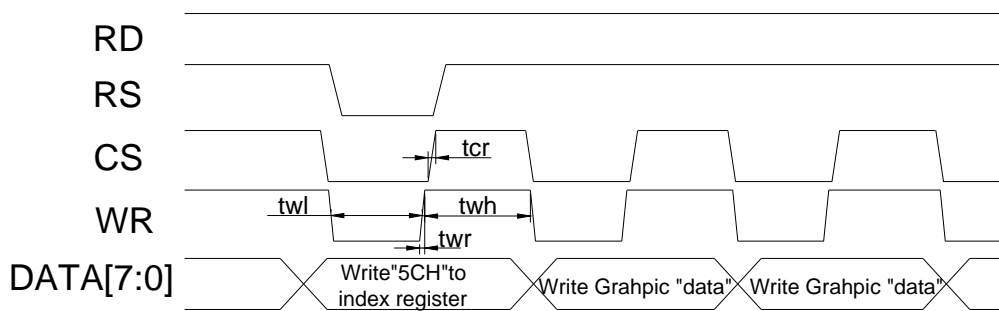 RD
RS
CS
tcr
WR
twl
twh
twr
DATA[7:0]
Write"5CH"to
index register
Write Grahpic "data"
Write Grahpic "data"